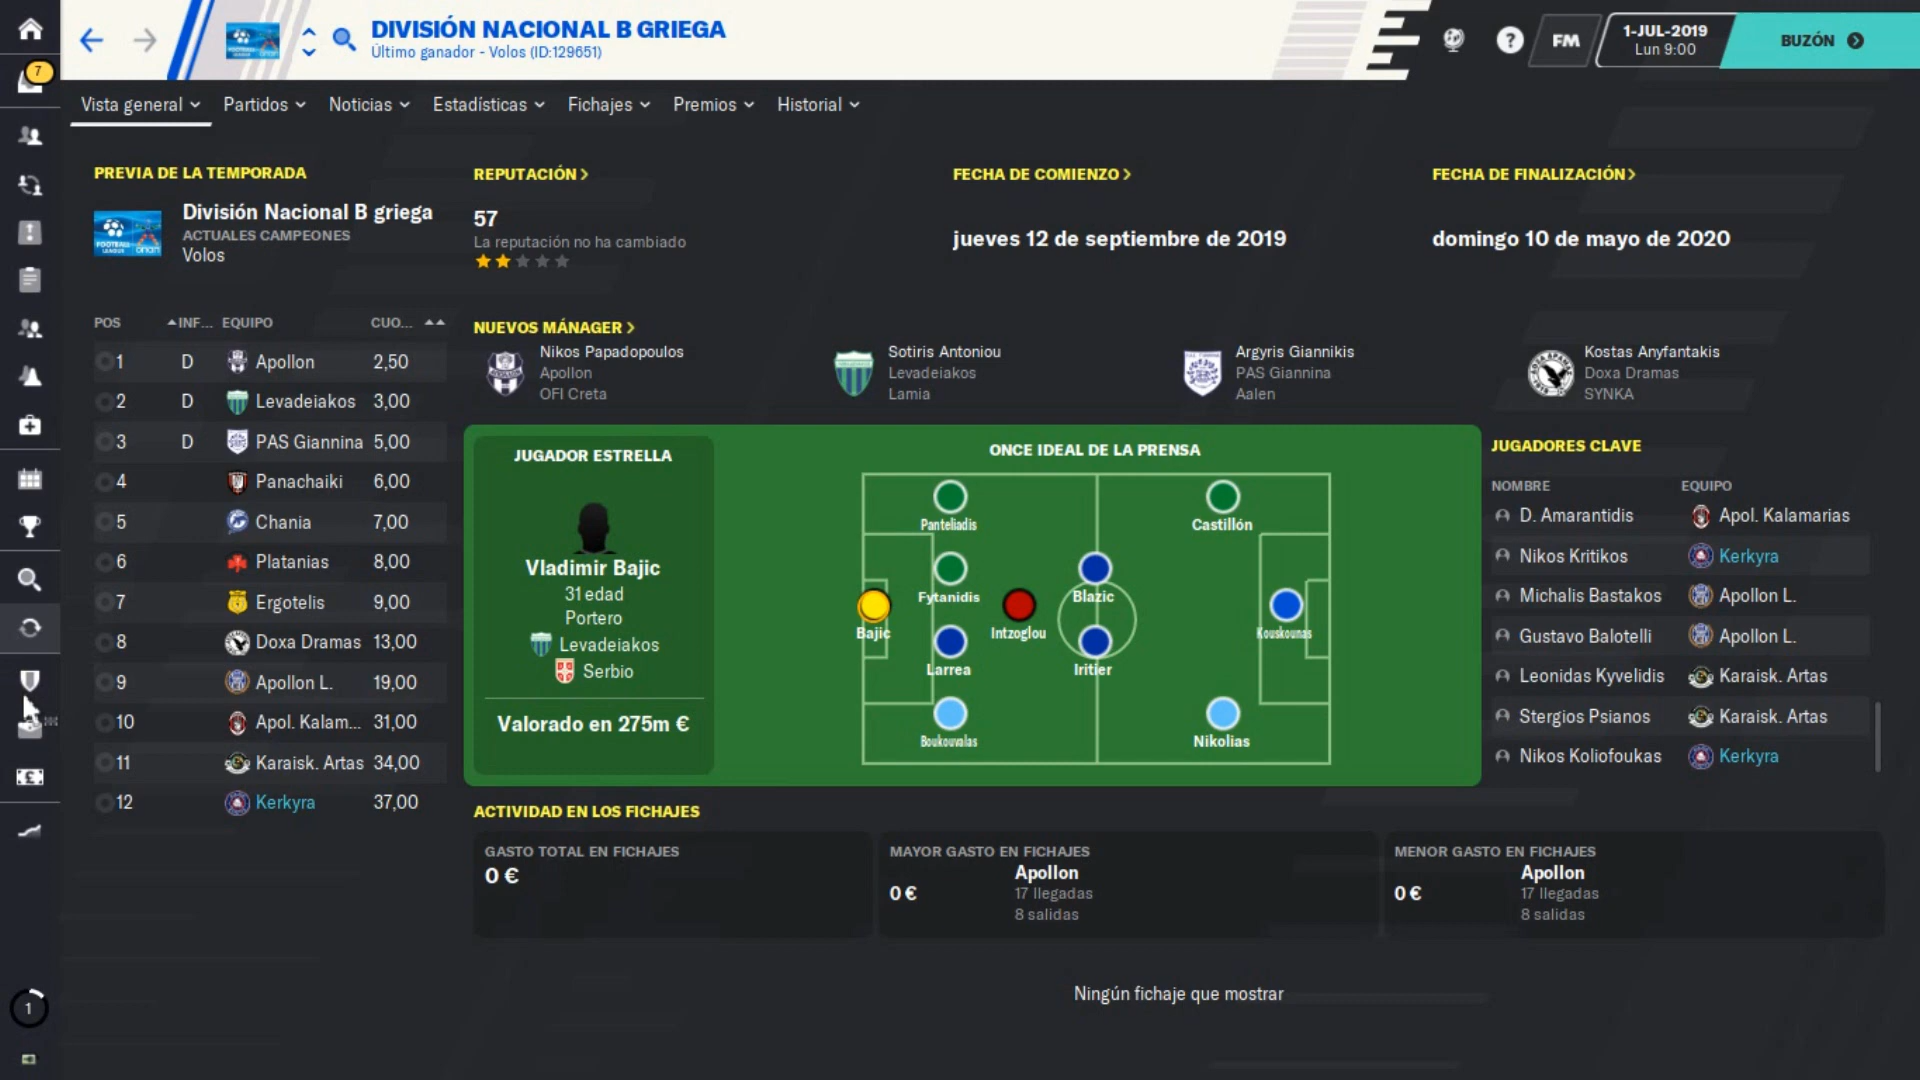 DIVISIÓN NACIONAL B GRIEGA
Último ganador - Volos (ID:129651)
FM
1-JUL-2019
Lun 9:00
BUZÓN
7
Vista general
Partidos
Noticias
Estadísticas
Fichajes
Premios
Historial
PREVIA DE LA TEMPORADA
División Nacional B griega
ACTUALES CAMPEONES
Volos
REPUTACIÓN
57
La reputación no ha cambiado
FECHA DE COMIENZO
jueves 12 de septiembre de 2019
FECHA DE FINALIZACIÓN
domingo 10 de mayo de 2020
POS INF... EQUIPO CUO...
1 D Apollon 2,50
2 D Levadeiakos 3,00
3 D PAS Giannina 5,00
4 Panachaiki 6,00
5 Chania 7,00
6 Platanias 8,00
7 Ergotelis 9,00
8 Doxa Dramas 13,00
9 Apollon L. 19,00
10 Apol. Kalam... 31,00
11 Karaisk. Artas 34,00
12 Kerkyra 37,00
NUEVOS MÁNAGER
Nikos Papadopoulos
Apollon
OFI Creta
Sotiris Antoniou
Levadeiakos
Lamia
Argyris Giannikis
PAS Giannina
Aalen
Kostas Anyfantakis
Doxa Dramas
SYNKA
JUGADOR ESTRELLA
Vladimir Bajic
31 edad
Portero
Levadeiakos
Serbio
Valorado en 275m €
ONCE IDEAL DE LA PRENSA
Panteliadis
Castillón
Fytanidis
Blazic
Bajic
Intzoglou
Kouskounas
Larrea
Iritier
Boukouvalas
Nikolias
JUGADORES CLAVE
NOMBRE EQUIPO
D. Amarantidis Apol. Kalamarias
Nikos Kritikos Kerkyra
Michalis Bastakos Apollon L.
Gustavo Balotelli Apollon L.
Leonidas Kyvelidis Karaisk. Artas
Stergios Psianos Karaisk. Artas
Nikos Koliofoukas Kerkyra
ACTIVIDAD EN LOS FICHAJES
GASTO TOTAL EN FICHAJES
0 €
MAYOR GASTO EN FICHAJES
0 €
Apollon
17 llegadas
8 salidas
MENOR GASTO EN FICHAJES
0 €
Apollon
17 llegadas
8 salidas
Ningún fichaje que mostrar
1